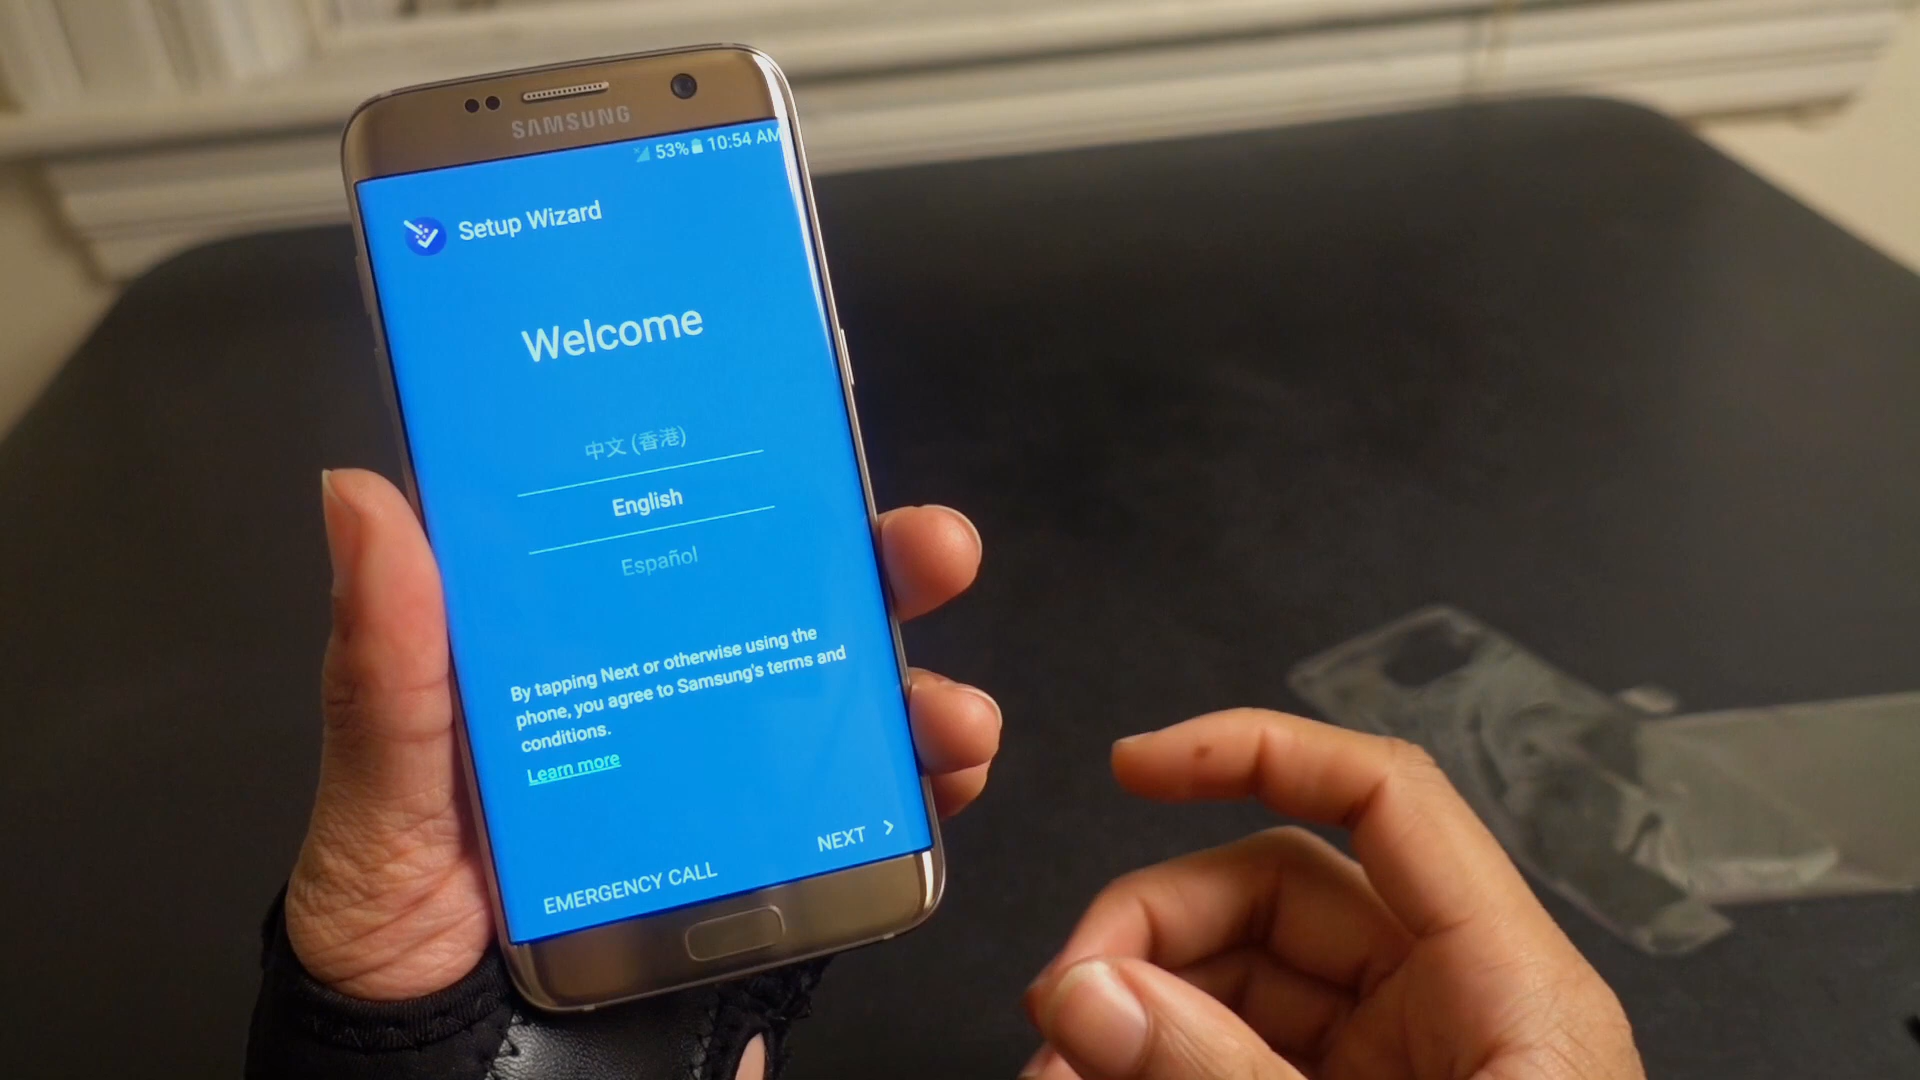 SAMSUNG
53% 10:54 AM
Setup Wizard
Welcome
中文 (香港)
English
Español
By tapping Next or otherwise using the
phone, you agree to Samsung's terms and
conditions.
Learn more
NEXT
EMERGENCY CALL